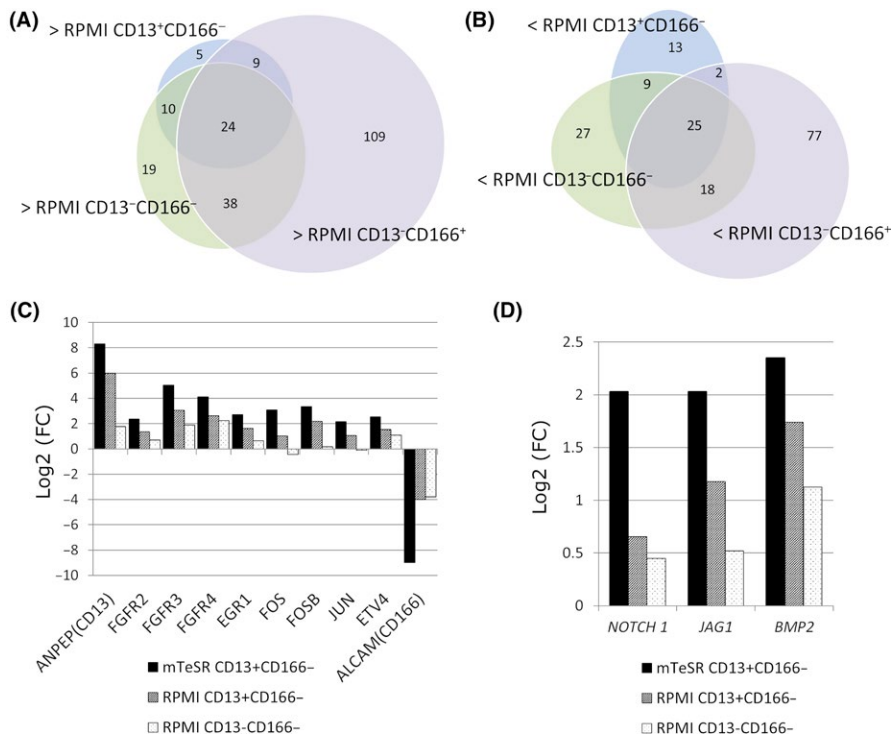 (A)
> RPMI CD13⁺CD166⁻
5
9
10
24
109
19
38
> RPMI CD13⁻CD166⁻
> RPMI CD13⁻CD166⁺
(B)
< RPMI CD13⁺CD166⁻
13
2
9
27
25
77
18
< RPMI CD13⁻CD166⁻
< RPMI CD13⁻CD166⁺
(C)
Log2 (FC)
10
8
6
4
2
0
−2
−4
−6
−8
−10
ANPEP(CD13)
FGFR2
FGFR3
FGFR4
EGR1
FOS
FOSB
JUN
ETV4
ALCAM(CD166)
mTeSR CD13+CD166−
RPMI CD13+CD166−
RPMI CD13-CD166−
(D)
Log2 (FC)
2.5
2
1.5
1
0.5
0
NOTCH 1
JAG1
BMP2
mTeSR CD13+CD166−
RPMI CD13+CD166−
RPMI CD13-CD166−